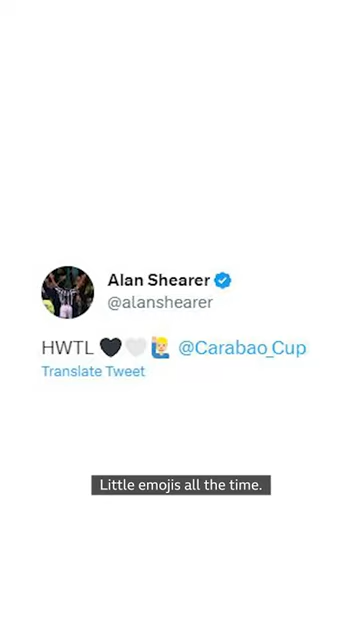 Alan Shearer
@alanshearer
HWTL 🖤🤍🙋🏼‍♂️ @Carabao_Cup
Translate Tweet
Little emojis all the time.